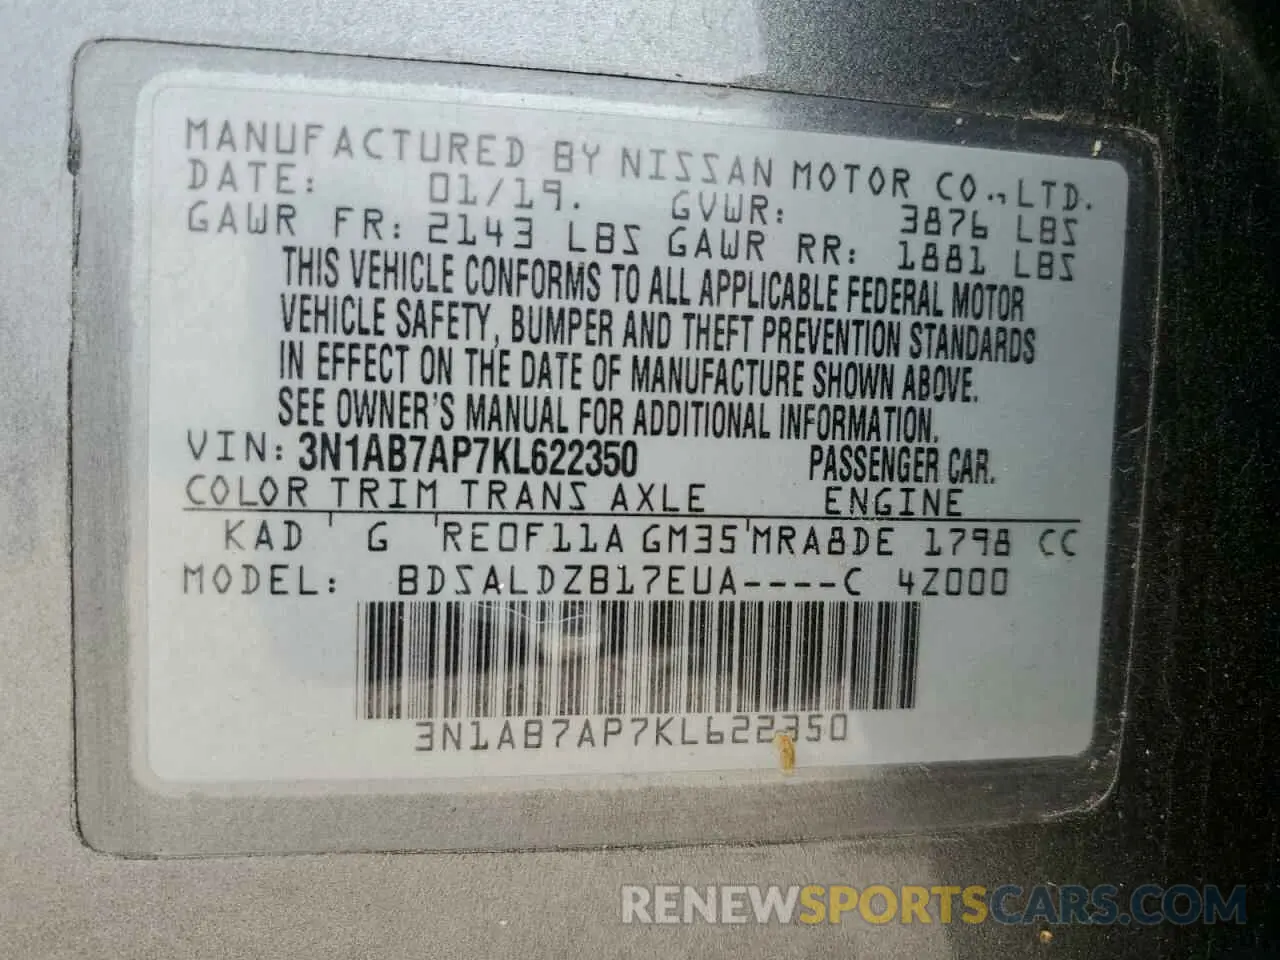 MANUFACTURED BY NISSAN MOTOR CO.,LTD.
DATE: 01/19. GVWR: 3876 LBS
GAWR FR: 2143 LBS GAWR RR: 1881 LBS
THIS VEHICLE CONFORMS TO ALL APPLICABLE FEDERAL MOTOR
VEHICLE SAFETY, BUMPER AND THEFT PREVENTION STANDARDS
IN EFFECT ON THE DATE OF MANUFACTURE SHOWN ABOVE.
SEE OWNER'S MANUAL FOR ADDITIONAL INFORMATION.
VIN: 3N1AB7AP7KL622350 PASSENGER CAR.
COLOR TRIM TRANS AXLE ENGINE
KAD G RE0F11A GM35 MRA8DE 1798 CC
MODEL: BDSALDZB17EUA----C 4Z000
3N1AB7AP7KL622350
RENEWSPORTSCARS.COM